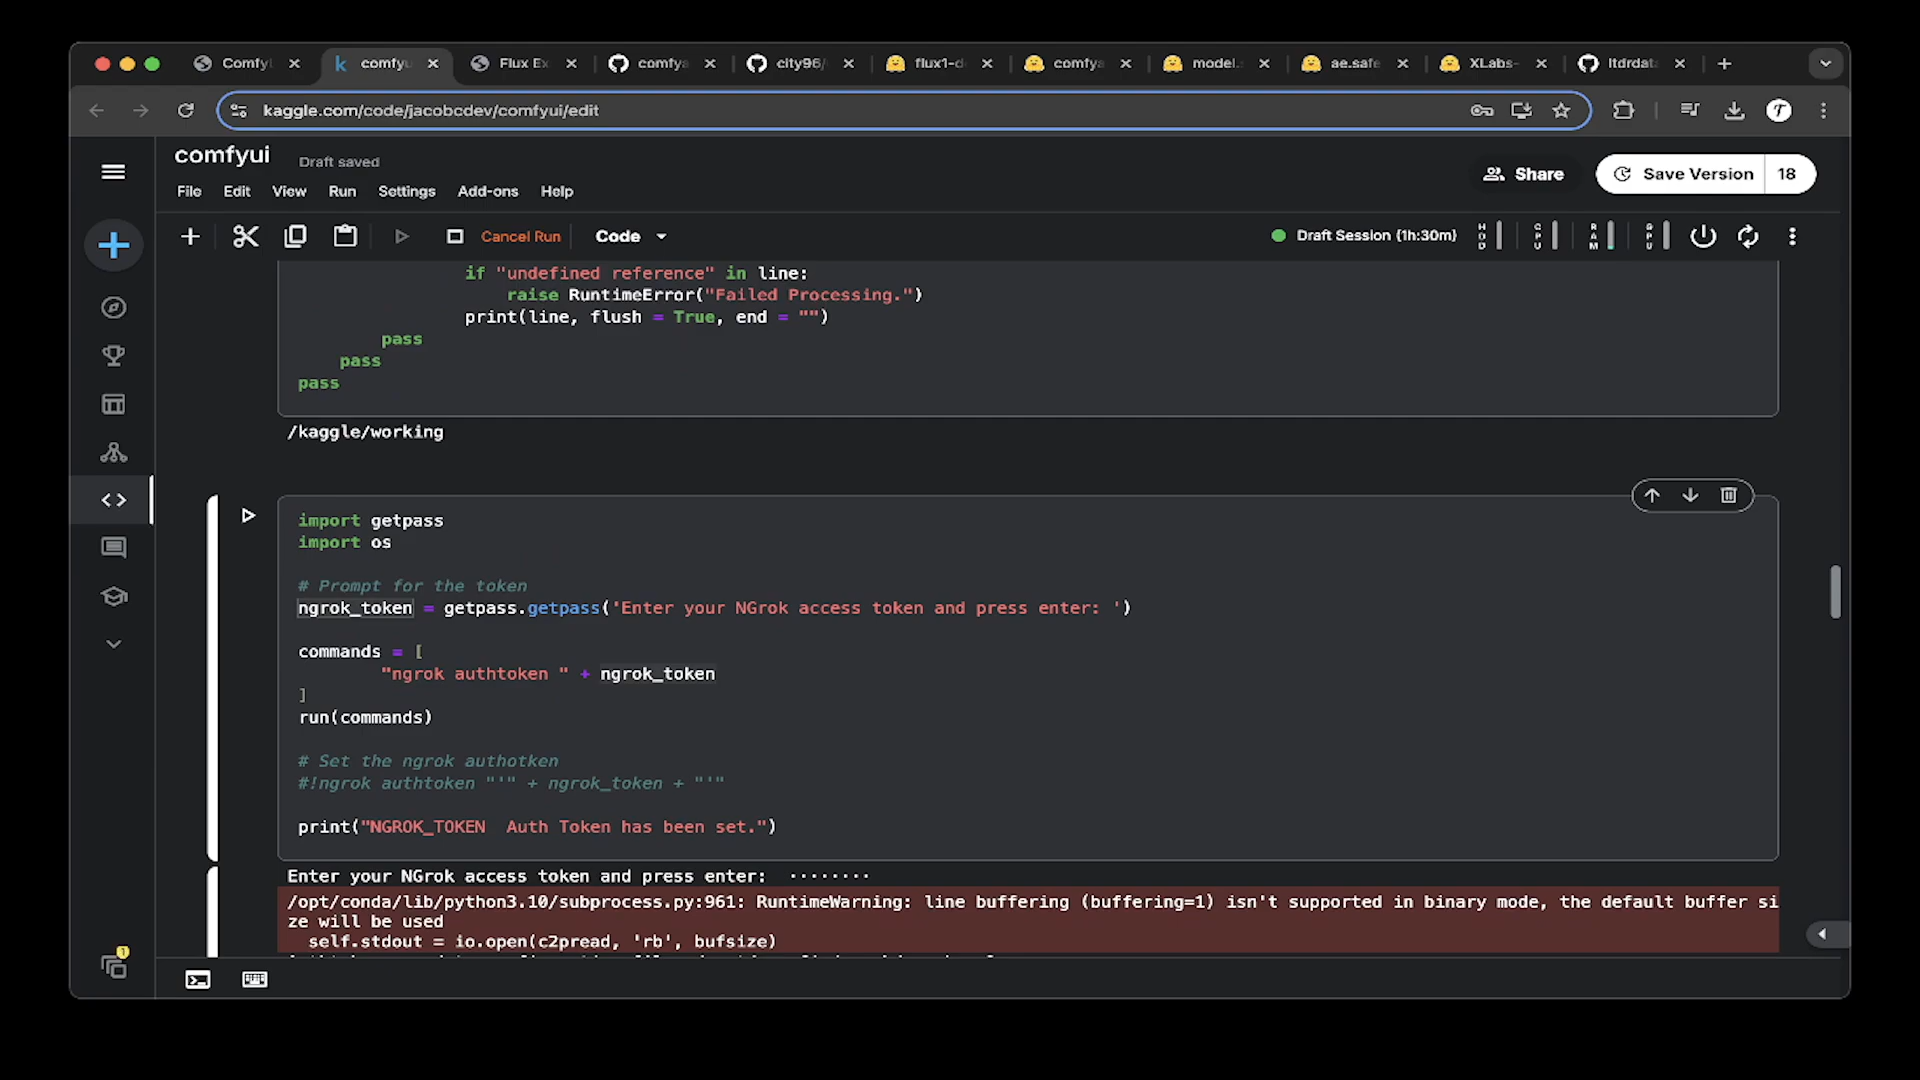 ComfyU
comfyu
Flux Ex
comfya
city96/
flux1-d
comfya
model.
ae.safe
XLabs-
ltdrdata
kaggle.com/code/jacobcdev/comfyui/edit
comfyui
Draft saved
File Edit View Run Settings Add-ons Help
Share
Save Version 18
Cancel Run
Code
Draft Session (1h:30m)
HDD
CPU
RAM
GPU
if "undefined reference" in line:
raise RuntimeError("Failed Processing.")
print(line, flush = True, end = "")
pass
pass
pass
/kaggle/working
import getpass
import os
# Prompt for the token
ngrok_token = getpass.getpass('Enter your NGrok access token and press enter: ')
commands = [
"ngrok authtoken " + ngrok_token
]
run(commands)
# Set the ngrok authotken
#!ngrok authtoken "'" + ngrok_token + "'"
print("NGROK_TOKEN  Auth Token has been set.")
Enter your NGrok access token and press enter:  ········
/opt/conda/lib/python3.10/subprocess.py:961: RuntimeWarning: line buffering (buffering=1) isn't supported in binary mode, the default buffer si
ze will be used
self.stdout = io.open(c2pread, 'rb', bufsize)
1